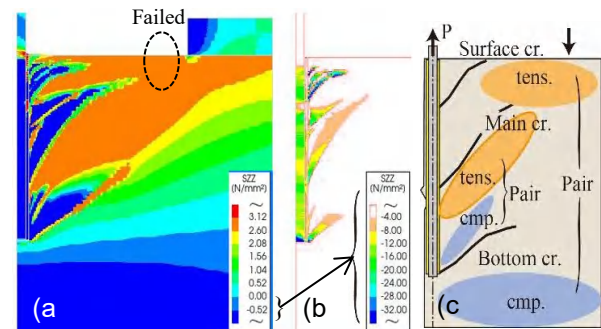 Failed
SZZ
(N/mm²)
~
3.12
2.60
2.08
1.56
1.04
0.52
0.00
-0.52
~
(a
SZZ
(N/mm²)
~
-4.00
-8.00
-12.00
-16.00
-20.00
-24.00
-28.00
-32.00
~
(b
P
Surface cr.
tens.
Main cr.
tens.
Pair
Pair
cmp.
Bottom cr.
cmp.
(c